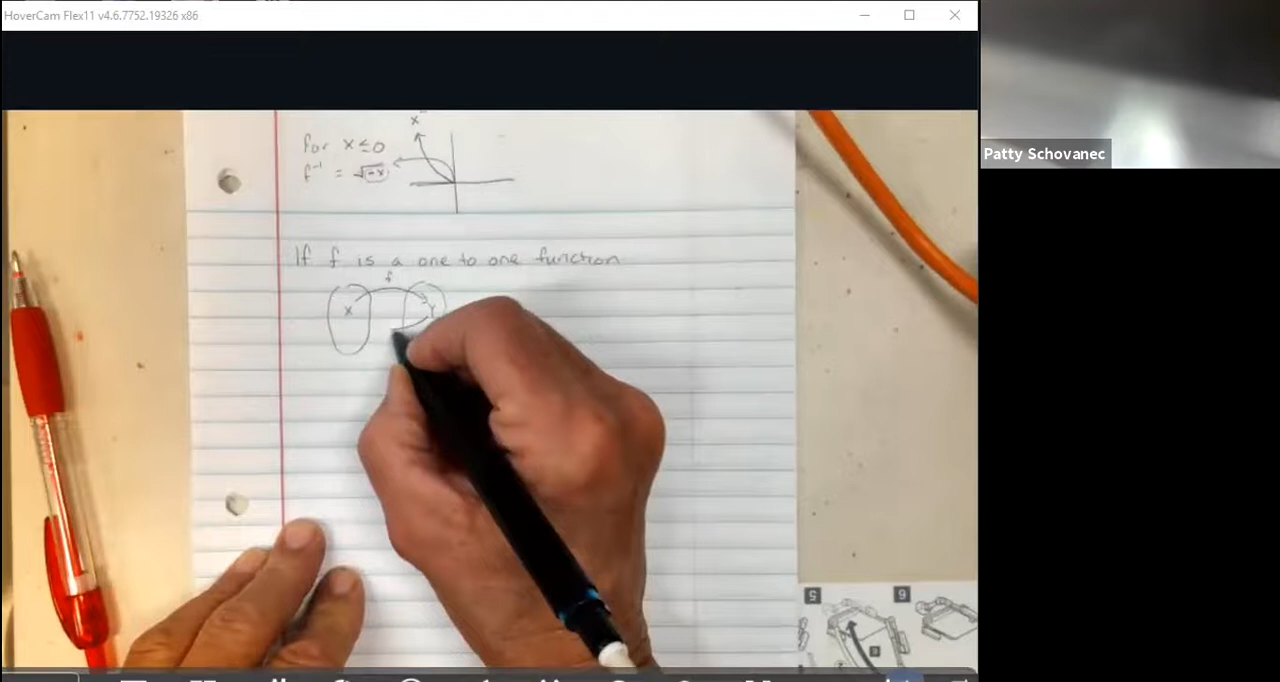 HoverCam Flex11 v4.6.7752.19326 x86
Patty Schovanec
x
for x ≤ 0
f⁻¹ = √-x
If f is a one to one function
f
x
Y
5
6